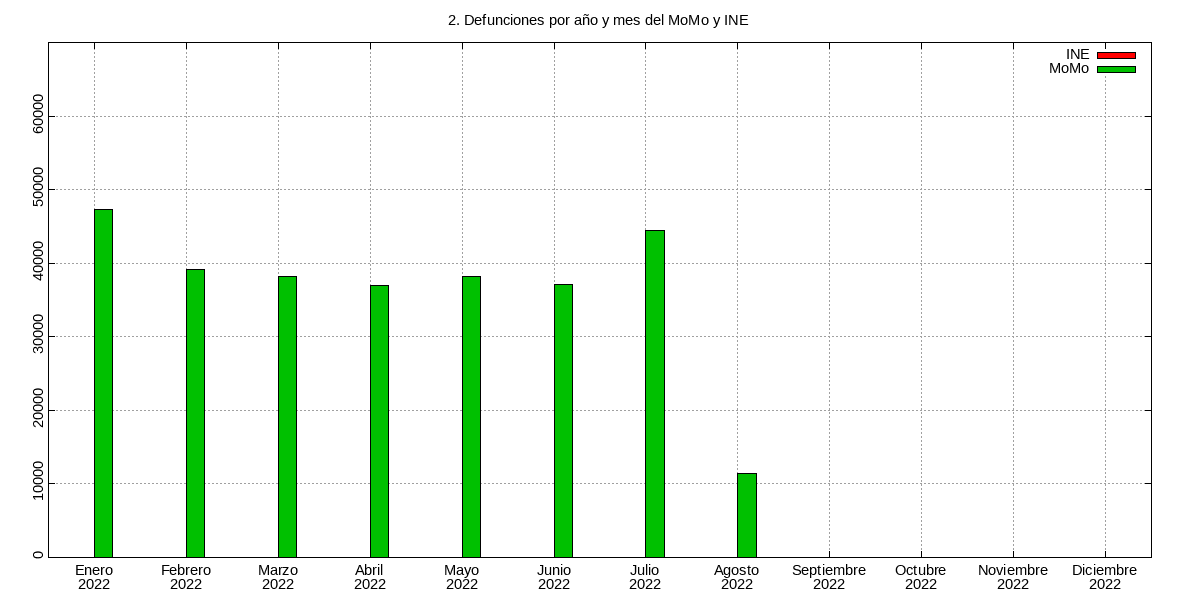 2. Defunciones por año y mes del MoMo y INE
INE
MoMo
60000
50000
40000
30000
20000
10000
0
Enero
2022
Febrero
2022
Marzo
2022
Abril
2022
Mayo
2022
Junio
2022
Julio
2022
Agosto
2022
Septiembre
2022
Octubre
2022
Noviembre
2022
Diciembre
2022